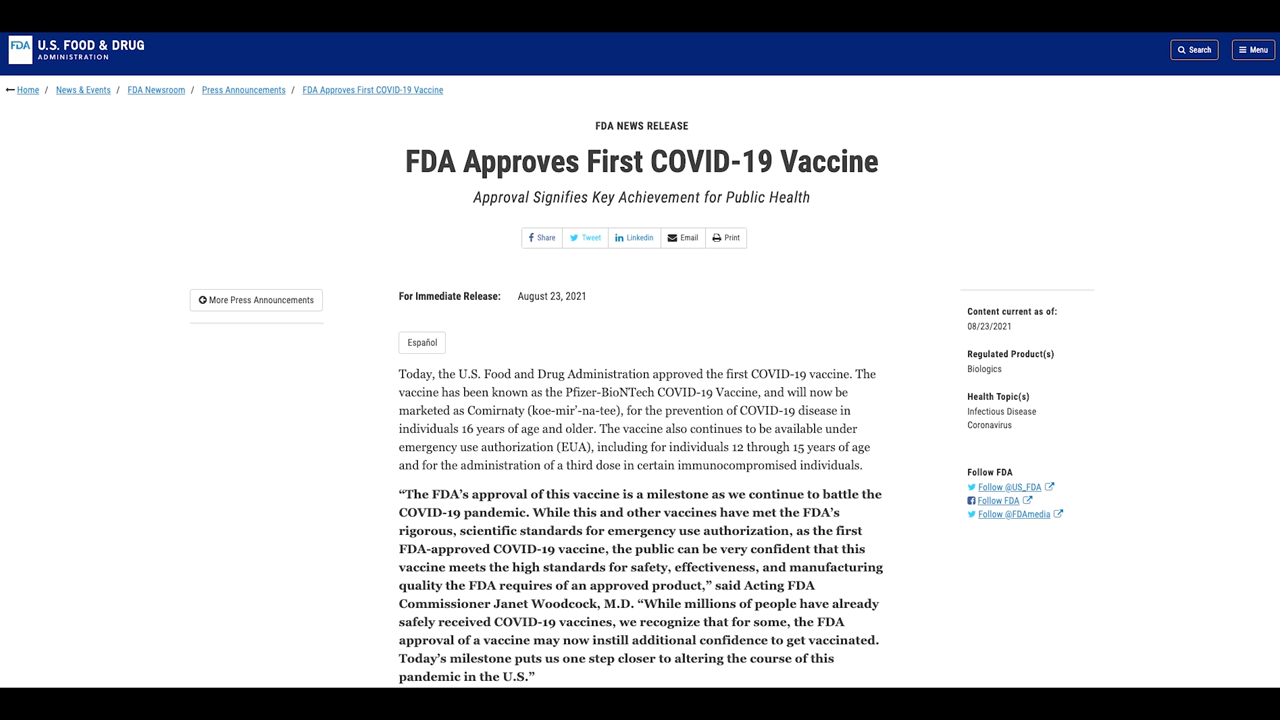 FDA U.S. FOOD & DRUG
ADMINISTRATION
Search
Menu
Home / News & Events / FDA Newsroom / Press Announcements / FDA Approves First COVID-19 Vaccine
FDA NEWS RELEASE
FDA Approves First COVID-19 Vaccine
Approval Signifies Key Achievement for Public Health
Share Tweet Linkedin Email Print
More Press Announcements
For Immediate Release: August 23, 2021
Español
Today, the U.S. Food and Drug Administration approved the first COVID-19 vaccine. The
vaccine has been known as the Pfizer-BioNTech COVID-19 Vaccine, and will now be
marketed as Comirnaty (koe-mir’-na-tee), for the prevention of COVID-19 disease in
individuals 16 years of age and older. The vaccine also continues to be available under
emergency use authorization (EUA), including for individuals 12 through 15 years of age
and for the administration of a third dose in certain immunocompromised individuals.
“The FDA’s approval of this vaccine is a milestone as we continue to battle the
COVID-19 pandemic. While this and other vaccines have met the FDA’s
rigorous, scientific standards for emergency use authorization, as the first
FDA-approved COVID-19 vaccine, the public can be very confident that this
vaccine meets the high standards for safety, effectiveness, and manufacturing
quality the FDA requires of an approved product,” said Acting FDA
Commissioner Janet Woodcock, M.D. “While millions of people have already
safely received COVID-19 vaccines, we recognize that for some, the FDA
approval of a vaccine may now instill additional confidence to get vaccinated.
Today’s milestone puts us one step closer to altering the course of this
pandemic in the U.S.”
Content current as of:
08/23/2021
Regulated Product(s)
Biologics
Health Topic(s)
Infectious Disease
Coronavirus
Follow FDA
Follow @US_FDA
Follow FDA
Follow @FDAmedia